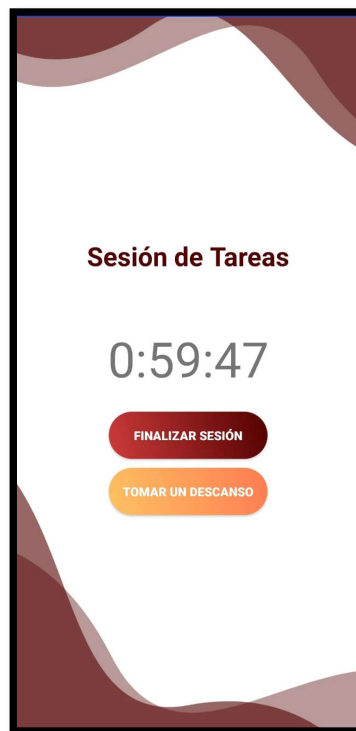 Sesión de Tareas
0:59:47
FINALIZAR SESIÓN
TOMAR UN DESCANSO